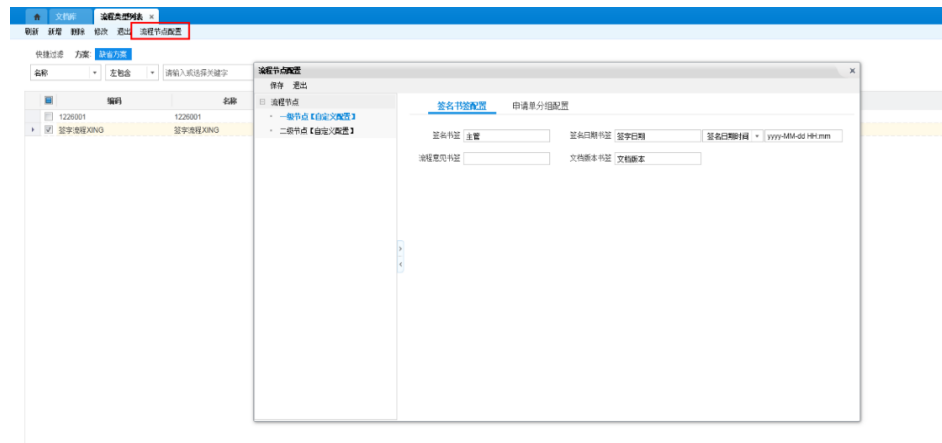 文档库 流程类型列表 ×
刷新 新增 删除 修改 退出 流程节点配置
快捷过滤 方案: 缺省方案
名称 左包含 请输入或选择关键字
编码 名称
1226001 1226001
签字流程XING 签字流程XING
流程节点配置 ×
保存 退出
流程节点
一级节点【自定义配置】
二级节点【自定义配置】
签名书签配置 申请单分组配置
签名书签 主管 签名日期书签 签字日期 签名日期时间 yyyy-MM-dd HH:mm
流程意见书签 文档版本书签 文档版本